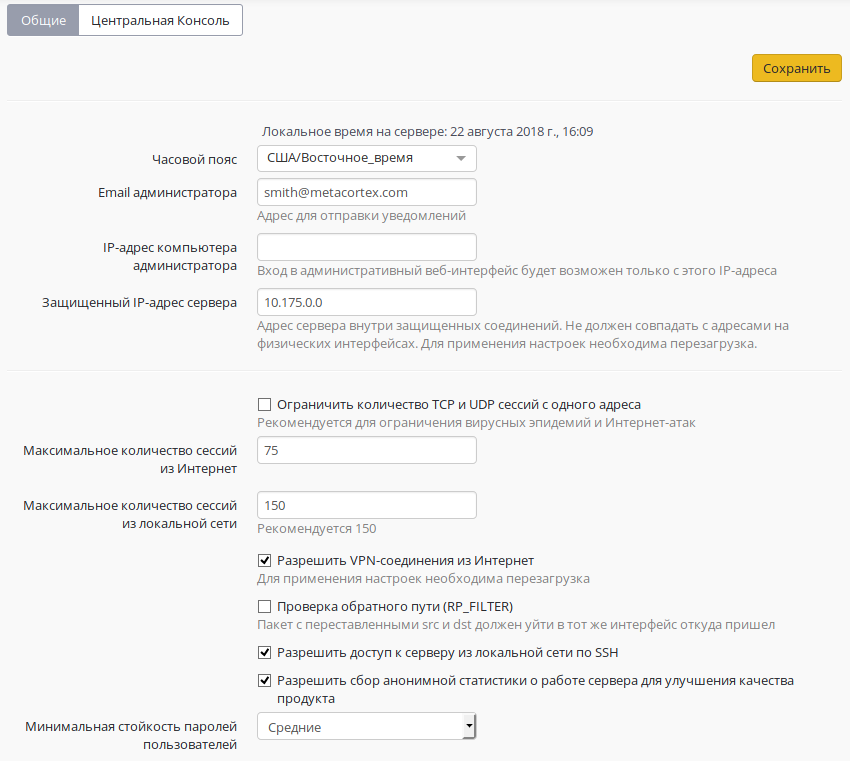 Общие Центральная Консоль
Сохранить
Локальное время на сервере: 22 августа 2018 г., 16:09
Часовой пояс США/Восточное_время
Email администратора smith@metacortex.com
Адрес для отправки уведомлений
IP-адрес компьютера
администратора
Вход в административный веб-интерфейс будет возможен только с этого IP-адреса
Защищенный IP-адрес сервера 10.175.0.0
Адрес сервера внутри защищенных соединений. Не должен совпадать с адресами на
физических интерфейсах. Для применения настроек необходима перезагрузка.
Ограничить количество TCP и UDP сессий с одного адреса
Рекомендуется для ограничения вирусных эпидемий и Интернет-атак
Максимальное количество сессий
из Интернет
75
Максимальное количество сессий
из локальной сети
150
Рекомендуется 150
Разрешить VPN-соединения из Интернет
Для применения настроек необходима перезагрузка
Проверка обратного пути (RP_FILTER)
Пакет с переставленными src и dst должен уйти в тот же интерфейс откуда пришел
Разрешить доступ к серверу из локальной сети по SSH
Разрешить сбор анонимной статистики о работе сервера для улучшения качества
продукта
Минимальная стойкость паролей
пользователей
Средние